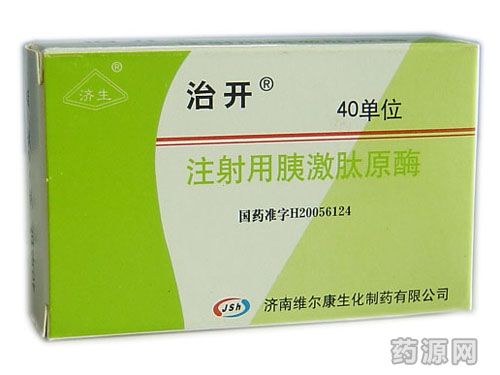 济生®
治开®
40单位
注射用胰激肽原酶
国药准字H20056124
JSh
济南维尔康生化制药有限公司
药源网